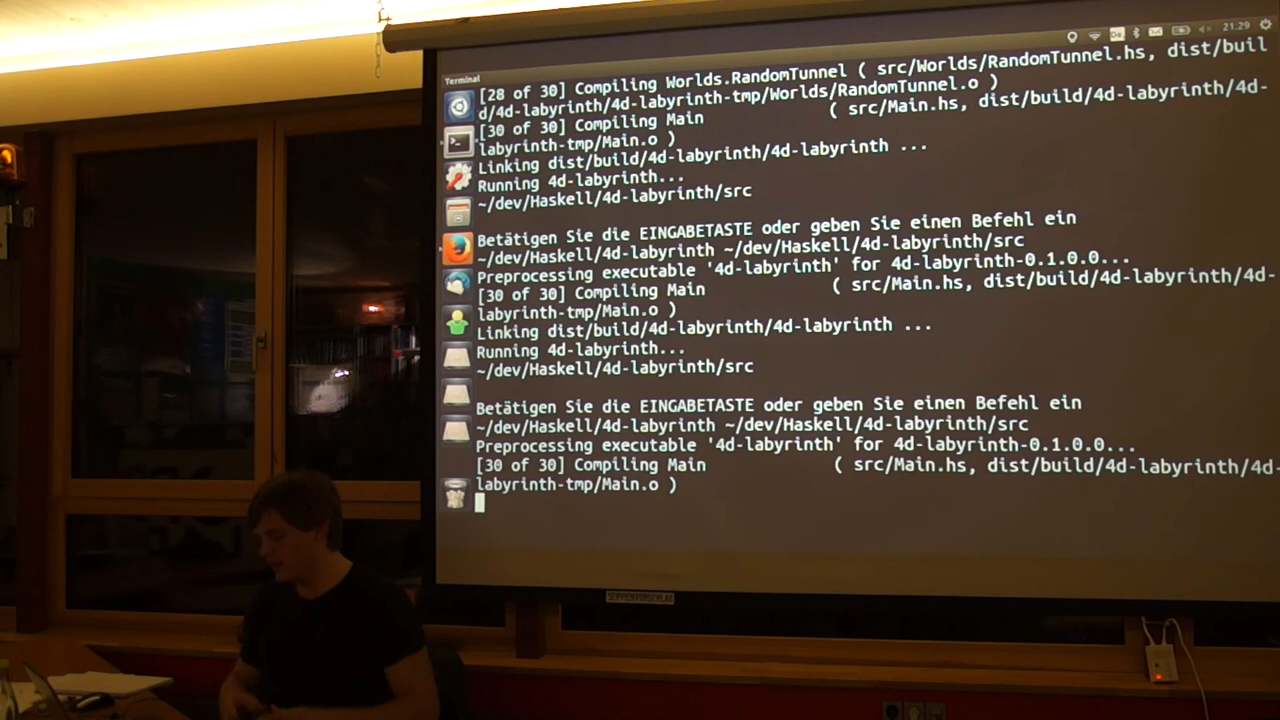 21:29
Terminal
[28 of 30] Compiling Worlds.RandomTunnel ( src/Worlds/RandomTunnel.hs, dist/buil
d/4d-labyrinth/4d-labyrinth-tmp/Worlds/RandomTunnel.o )
[30 of 30] Compiling Main             ( src/Main.hs, dist/build/4d-labyrinth/4d-
labyrinth-tmp/Main.o )
Linking dist/build/4d-labyrinth/4d-labyrinth ...
Running 4d-labyrinth...
~/dev/Haskell/4d-labyrinth/src
Betätigen Sie die EINGABETASTE oder geben Sie einen Befehl ein
~/dev/Haskell/4d-labyrinth ~/dev/Haskell/4d-labyrinth/src
Preprocessing executable '4d-labyrinth' for 4d-labyrinth-0.1.0.0...
[30 of 30] Compiling Main             ( src/Main.hs, dist/build/4d-labyrinth/4d-
labyrinth-tmp/Main.o )
Linking dist/build/4d-labyrinth/4d-labyrinth ...
Running 4d-labyrinth...
~/dev/Haskell/4d-labyrinth/src
Betätigen Sie die EINGABETASTE oder geben Sie einen Befehl ein
~/dev/Haskell/4d-labyrinth ~/dev/Haskell/4d-labyrinth/src
Preprocessing executable '4d-labyrinth' for 4d-labyrinth-0.1.0.0...
[30 of 30] Compiling Main             ( src/Main.hs, dist/build/4d-labyrinth/4d-
labyrinth-tmp/Main.o )